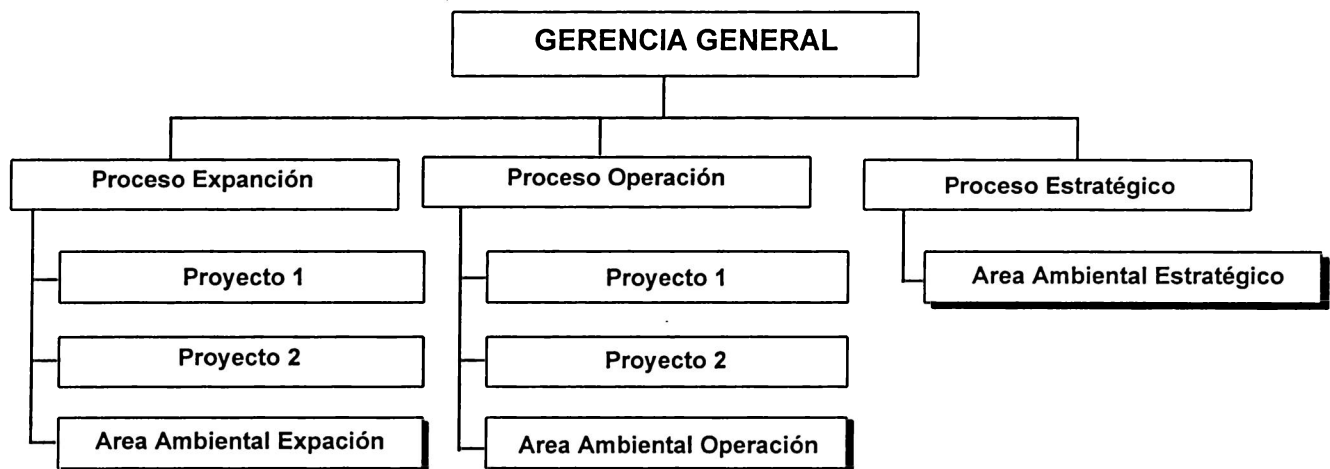 GERENCIA GENERAL
Proceso Expanción
Proceso Operación
Proceso Estratégico
Proyecto 1
Proyecto 1
Area Ambiental Estratégico
Proyecto 2
Proyecto 2
Area Ambiental Expación
Area Ambiental Operación